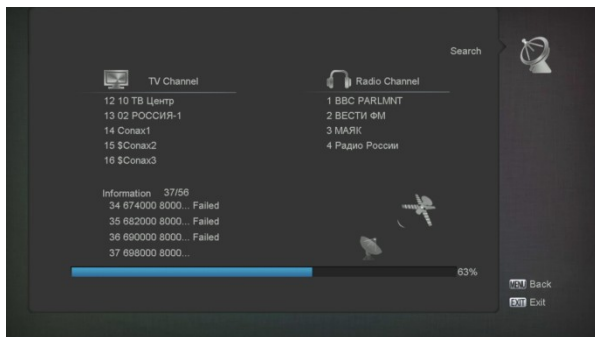 Search
TV Channel
12 10 ТВ Центр
13 02 РОССИЯ-1
14 Conax1
15 $Conax2
16 $Conax3
Radio Channel
1 BBC PARLMNT
2 ВЕСТИ ФМ
3 МАЯК
4 Радио России
Information 37/56
34 674000 8000... Failed
35 682000 8000... Failed
36 690000 8000... Failed
37 698000 8000...
63%
MENU Back
EXIT Exit